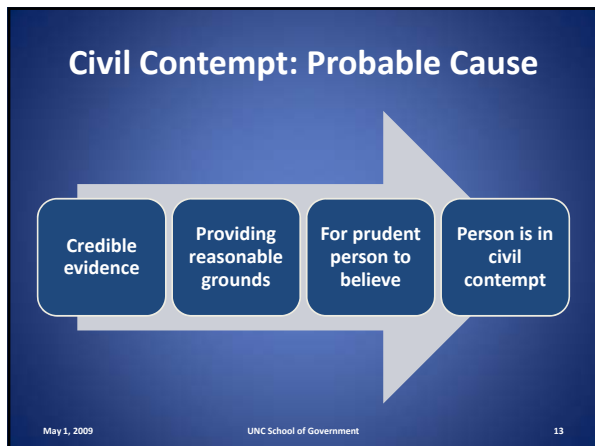 Civil Contempt: Probable Cause
Credible
evidence
Providing
reasonable
grounds
For prudent
person to
believe
Person is in
civil
contempt
May 1, 2009
UNC School of Government
13